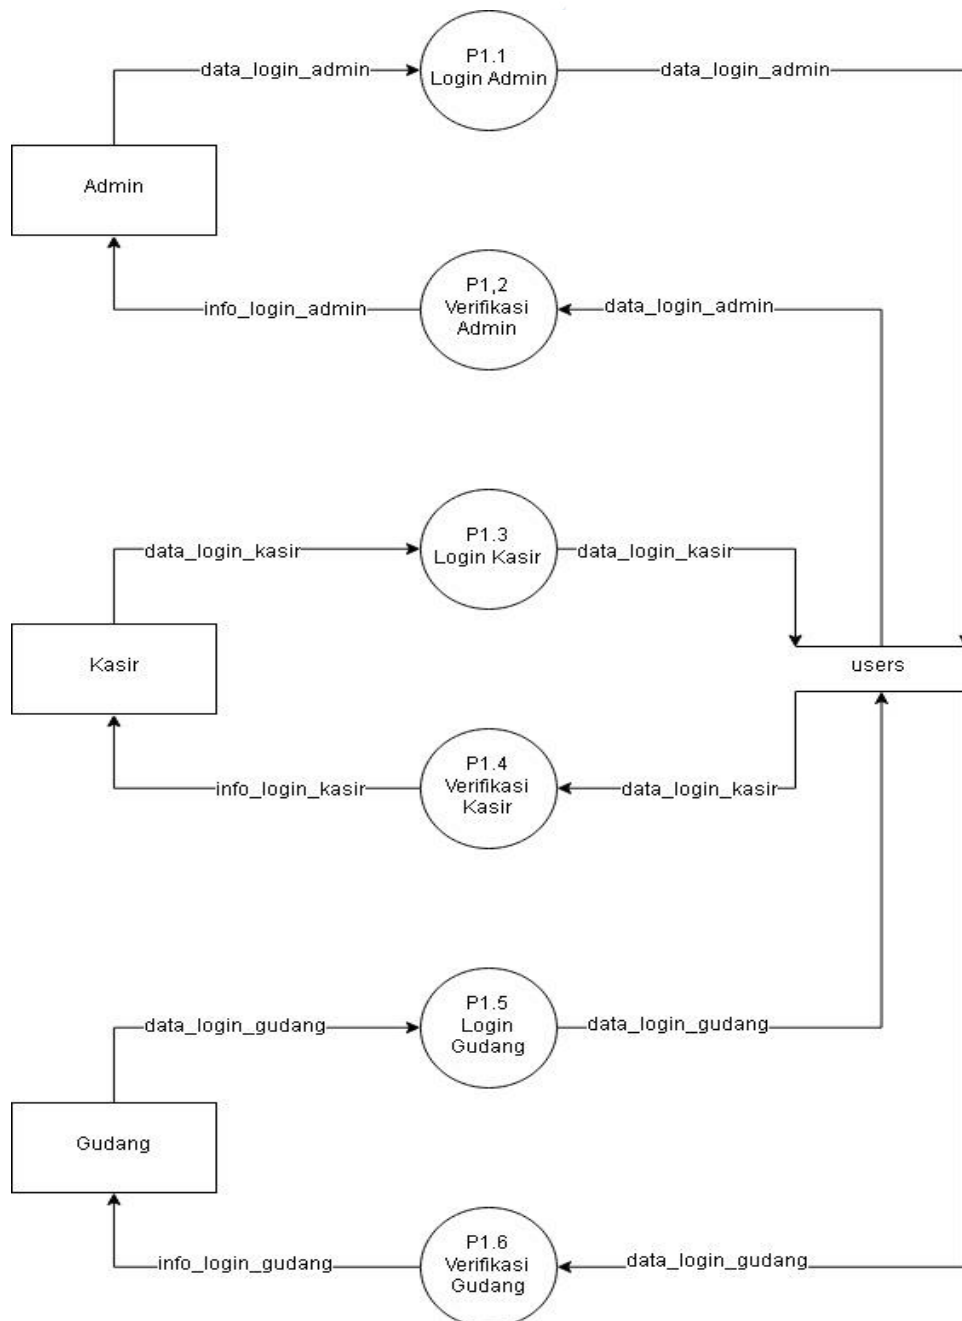 P1.1
Login Admin
data_login_admin
data_login_admin
Admin
P1,2
Verifikasi
Admin
info_login_admin
data_login_admin
P1.3
Login Kasir
data_login_kasir
data_login_kasir
Kasir
users
P1.4
Verifikasi
Kasir
info_login_kasir
data_login_kasir
P1.5
Login
Gudang
data_login_gudang
data_login_gudang
Gudang
P1.6
Verifikasi
Gudang
info_login_gudang
data_login_gudang